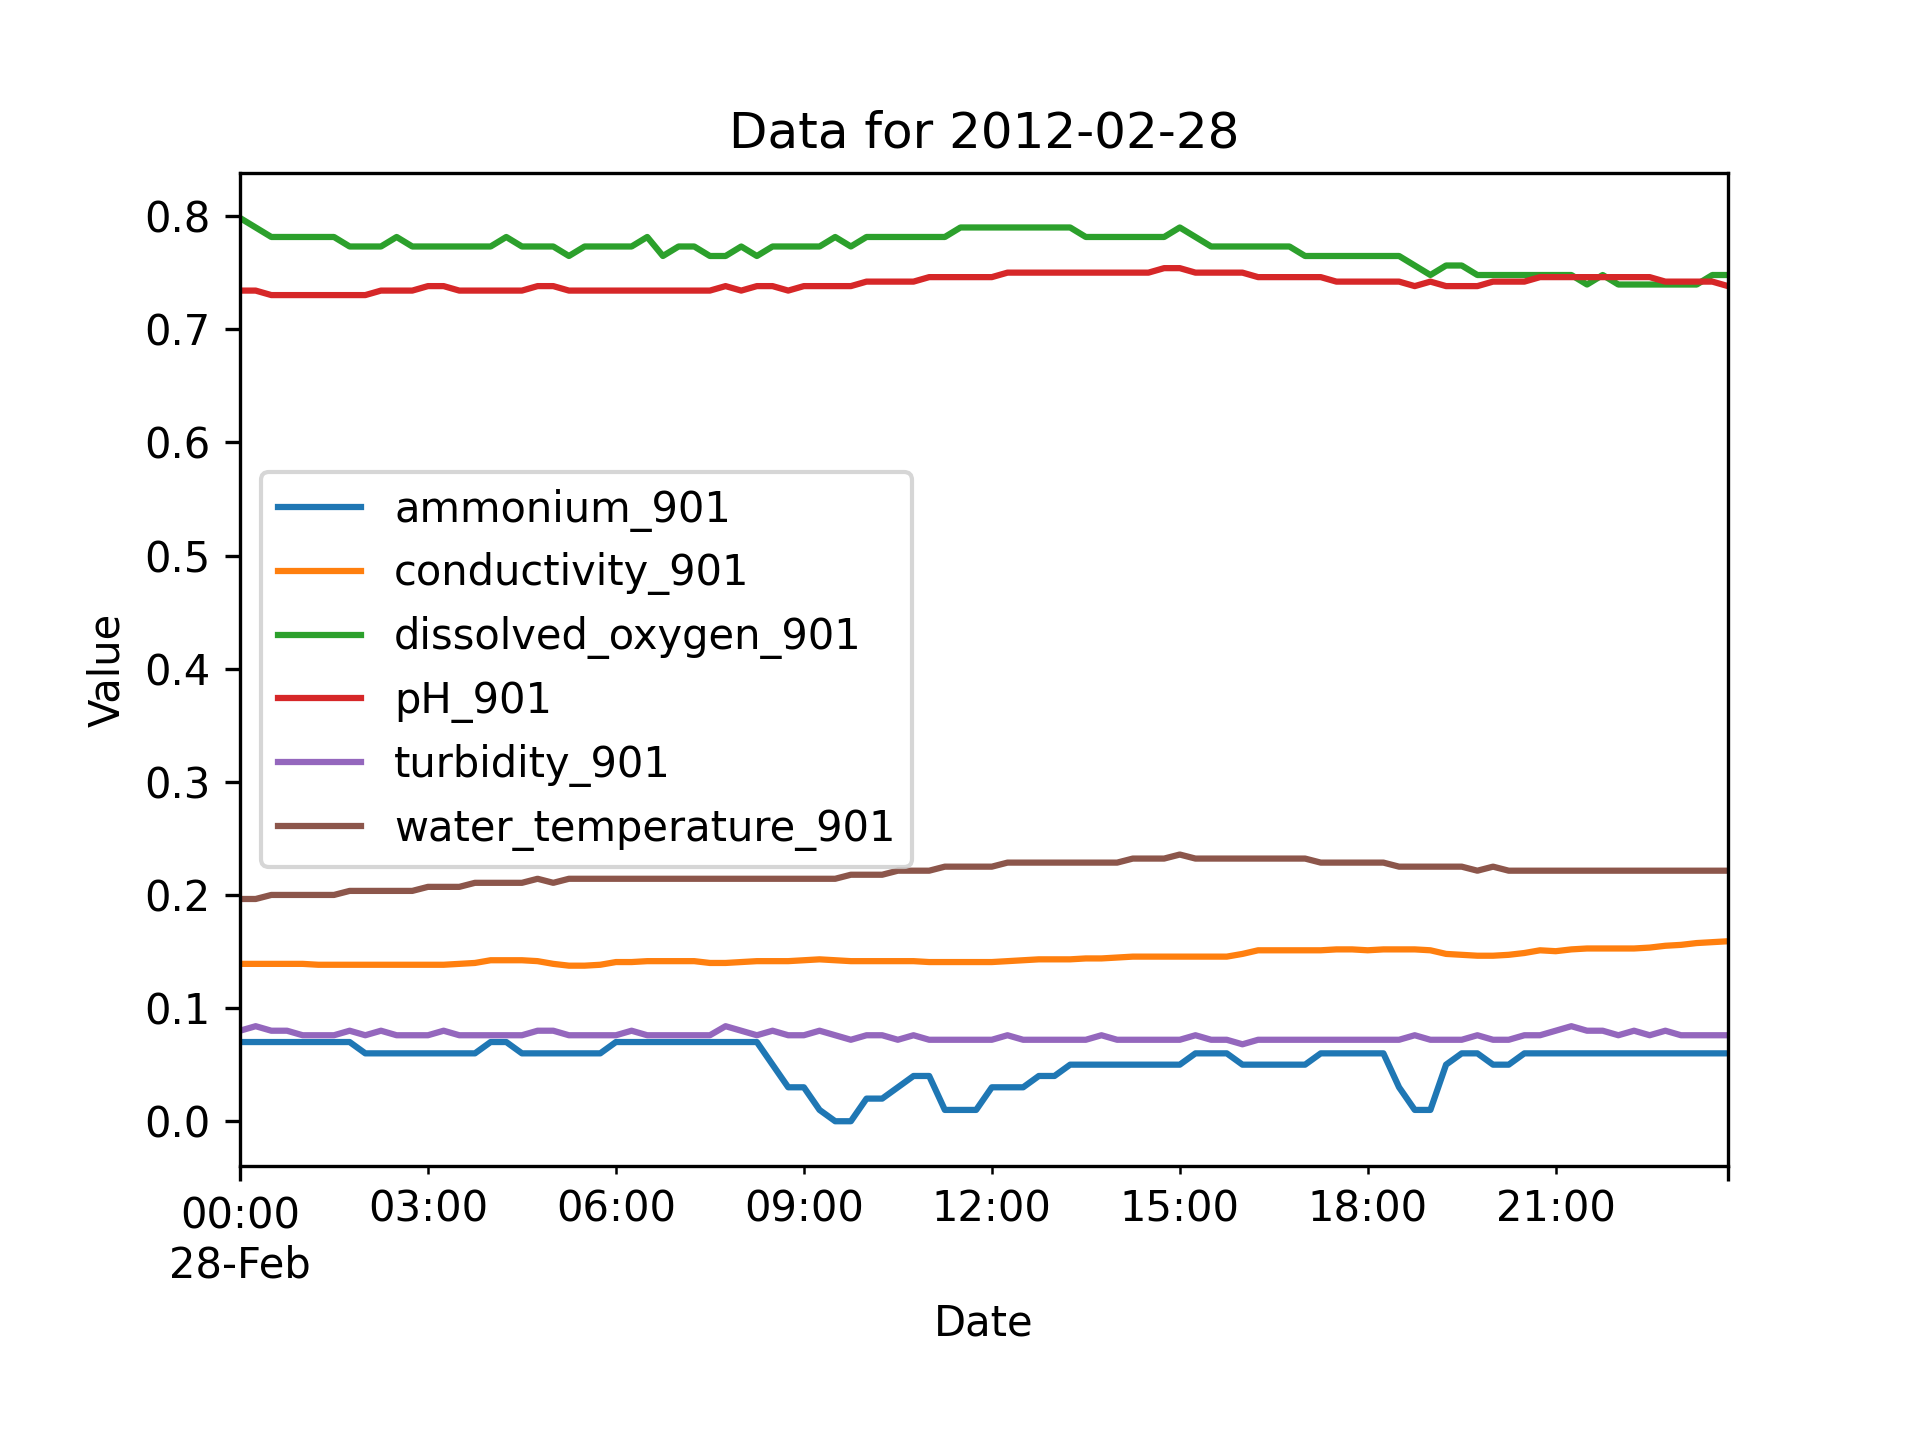 Data for 2012-02-28
0.8
0.7
0.6
0.5
0.4
0.3
0.2
0.1
0.0
Value
ammonium_901
conductivity_901
dissolved_oxygen_901
pH_901
turbidity_901
water_temperature_901
00:00 03:00 06:00 09:00 12:00 15:00 18:00 21:00
28-Feb
Date